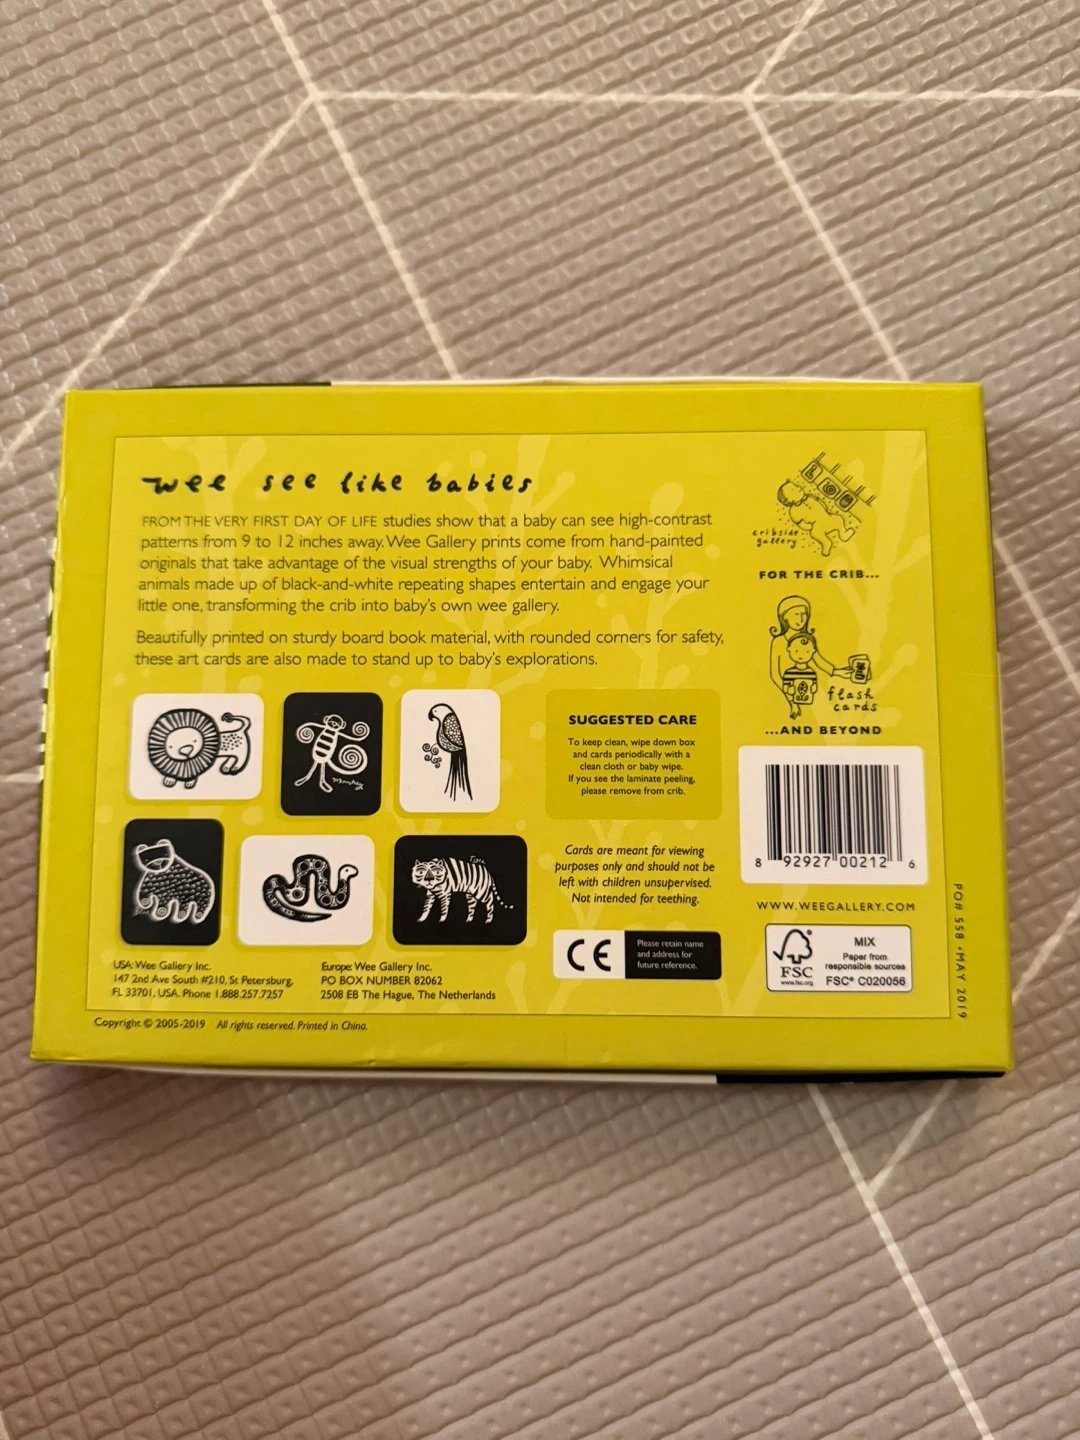 wee see like babies
FROM THE VERY FIRST DAY OF LIFE studies show that a baby can see high-contrast
patterns from 9 to 12 inches away. Wee Gallery prints come from hand-painted
originals that take advantage of the visual strengths of your baby. Whimsical
animals made up of black-and-white repeating shapes entertain and engage your
little one, transforming the crib into baby's own wee gallery.
Beautifully printed on sturdy board book material, with rounded corners for safety,
these art cards are also made to stand up to baby's explorations.
monkey
Tiger
SUGGESTED CARE
To keep clean, wipe down box
and cards periodically with a
clean cloth or baby wipe.
If you see the laminate peeling,
please remove from crib.
Cards are meant for viewing
purposes only and should not be
left with children unsupervised.
Not intended for teething.
CE
Please retain name
and address for
future reference.
cribside
gallery
FOR THE CRIB...
flash
cards
...AND BEYOND
8 92927 00212 6
WWW.WEEGALLERY.COM
FSC
www.fsc.org
MIX
Paper from
responsible sources
FSC® C020056
PO# 558 • MAY 2019
USA: Wee Gallery Inc.
147 2nd Ave South #210, St Petersburg,
FL 33701, USA. Phone 1.888.257.7257
Europe: Wee Gallery Inc.
PO BOX NUMBER 82062
2508 EB The Hague, The Netherlands
Copyright © 2005-2019 All rights reserved. Printed in China.